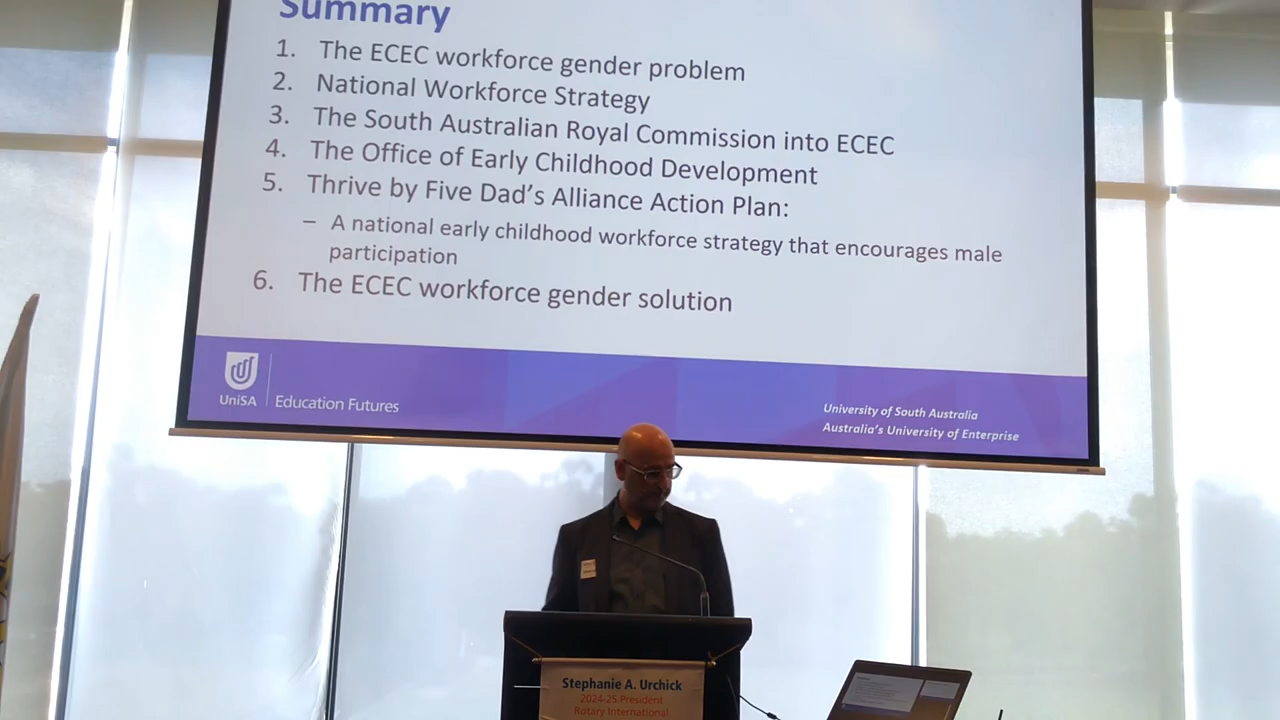 Summary
1. The ECEC workforce gender problem
2. National Workforce Strategy
3. The South Australian Royal Commission into ECEC
4. The Office of Early Childhood Development
5. Thrive by Five Dad's Alliance Action Plan:
– A national early childhood workforce strategy that encourages male
participation
6. The ECEC workforce gender solution
UniSA
Education Futures
University of South Australia
Australia's University of Enterprise
Stephanie A. Urchick
2024-25 President
Rotary International